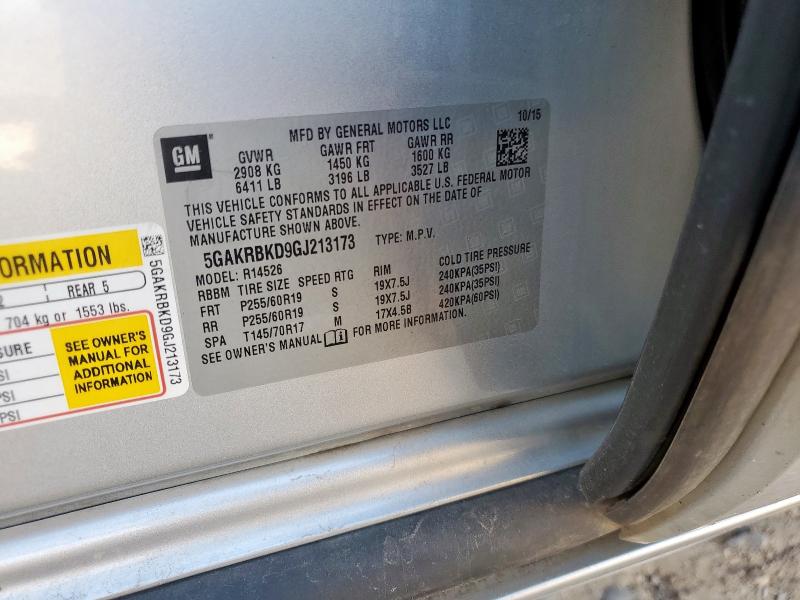 GM
MFD BY GENERAL MOTORS LLC
10/15
GVWR GAWR FRT GAWR RR
2908 KG 1450 KG 1600 KG
6411 LB 3196 LB 3527 LB
THIS VEHICLE CONFORMS TO ALL APPLICABLE U.S. FEDERAL MOTOR
VEHICLE SAFETY STANDARDS IN EFFECT ON THE DATE OF
MANUFACTURE SHOWN ABOVE.
5GAKRBKD9GJ213173 TYPE: M.P.V.
MODEL: R14526
RBBM TIRE SIZE SPEED RTG RIM COLD TIRE PRESSURE
FRT P255/60R19 S 19X7.5J 240KPA(35PSI)
RR P255/60R19 S 19X7.5J 240KPA(35PSI)
SPA T145/70R17 M 17X4.5B 420KPA(60PSI)
SEE OWNER'S MANUAL FOR MORE INFORMATION.
ORMATION
2 REAR 5
704 kg or 1553 lbs.
SURE
SI
PSI
PSI
SEE OWNER'S
MANUAL FOR
ADDITIONAL
INFORMATION
5GAKRBKD9GJ213173